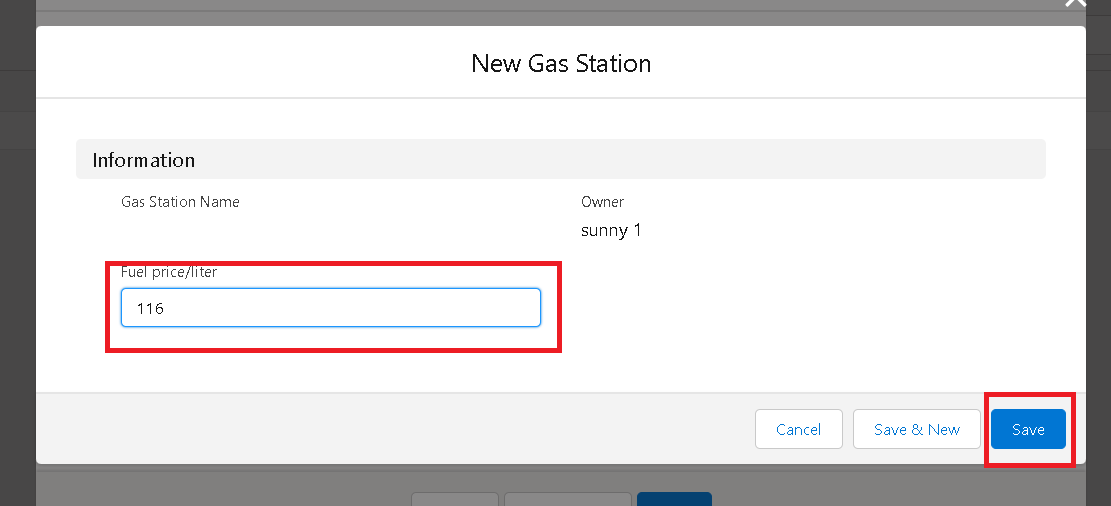 New Gas Station
Information
Gas Station Name
Owner
sunny 1
Fuel price/liter
116
Cancel
Save & New
Save